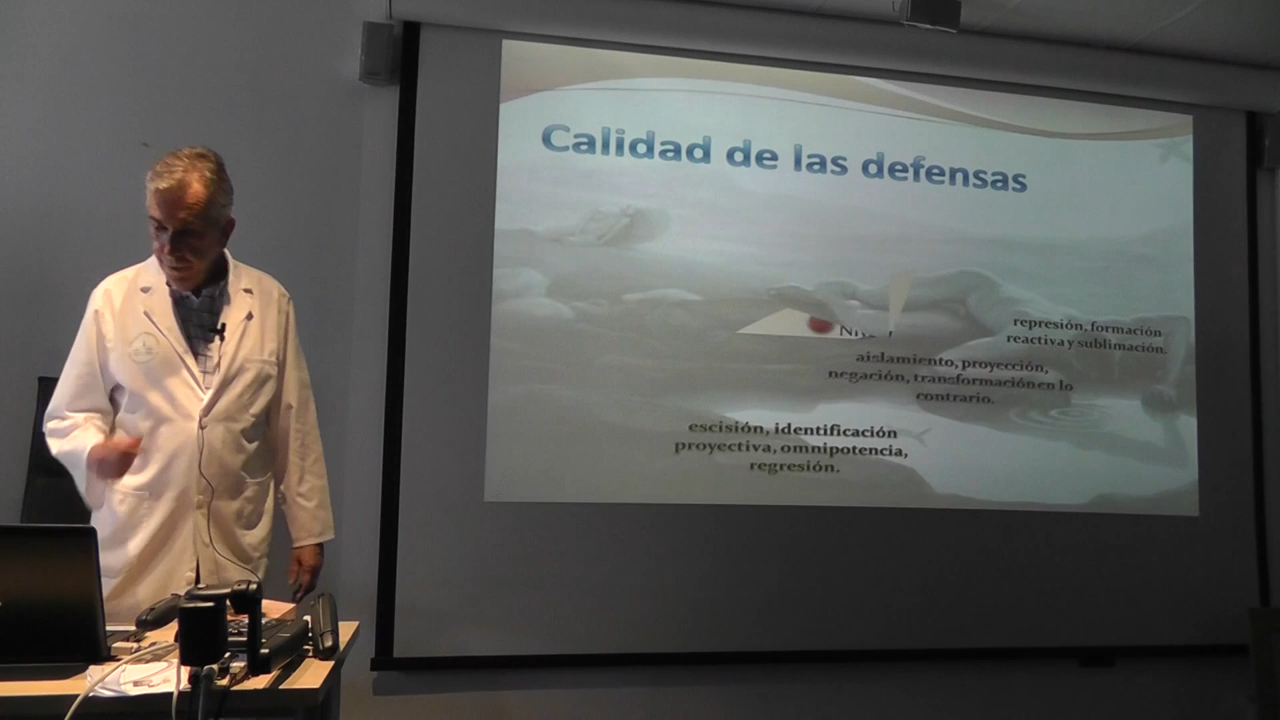 Calidad de las defensas
represión, formación
reactiva y sublimación.
aislamiento, proyección,
negación, transformación en lo
contrario.
escisión, identificación
proyectiva, omnipotencia,
regresión.